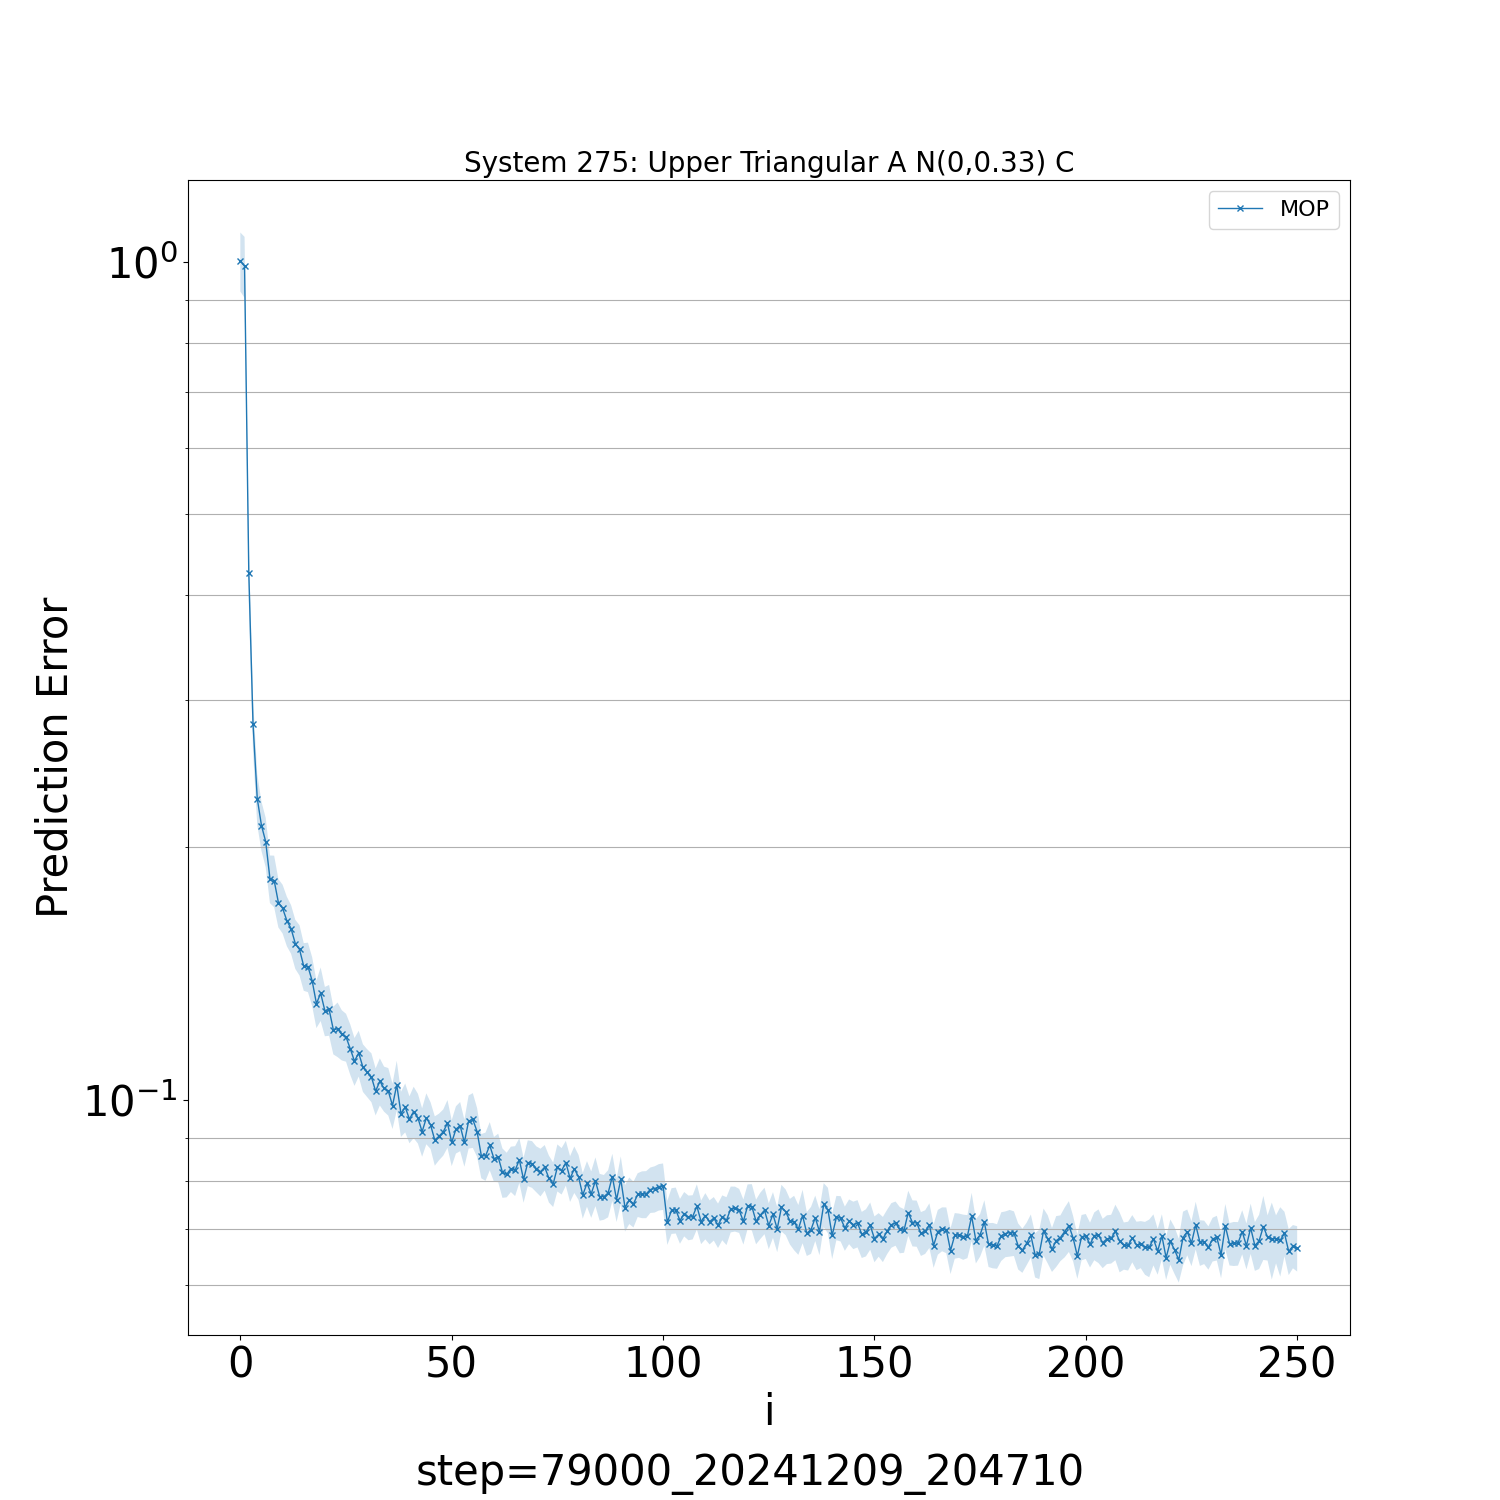 System 275: Upper Triangular A N(0,0.33) C
MOP
10⁰
10⁻¹
Prediction Error
0 50 100 150 200 250
i
step=79000_20241209_204710